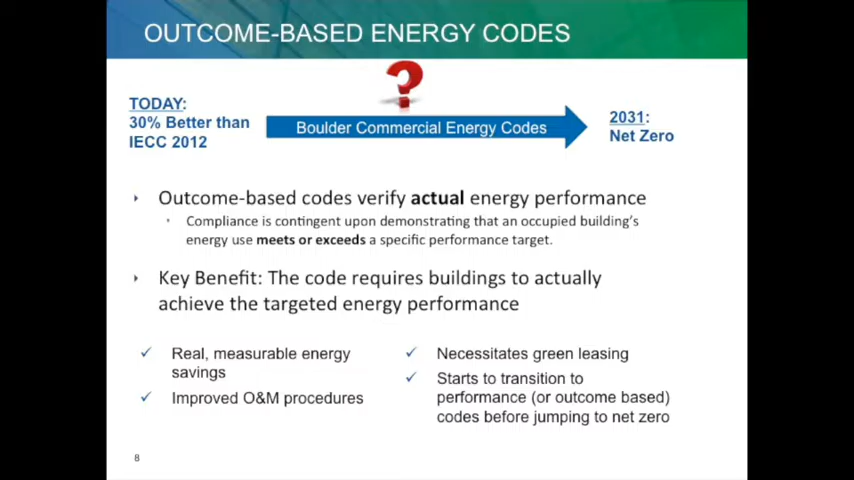 OUTCOME-BASED ENERGY CODES
?
TODAY:
30% Better than
IECC 2012
Boulder Commercial Energy Codes
2031:
Net Zero
Outcome-based codes verify actual energy performance
Compliance is contingent upon demonstrating that an occupied building's
energy use meets or exceeds a specific performance target.
Key Benefit: The code requires buildings to actually
achieve the targeted energy performance
Real, measurable energy
savings
Improved O&M procedures
Necessitates green leasing
Starts to transition to
performance (or outcome based)
codes before jumping to net zero
8